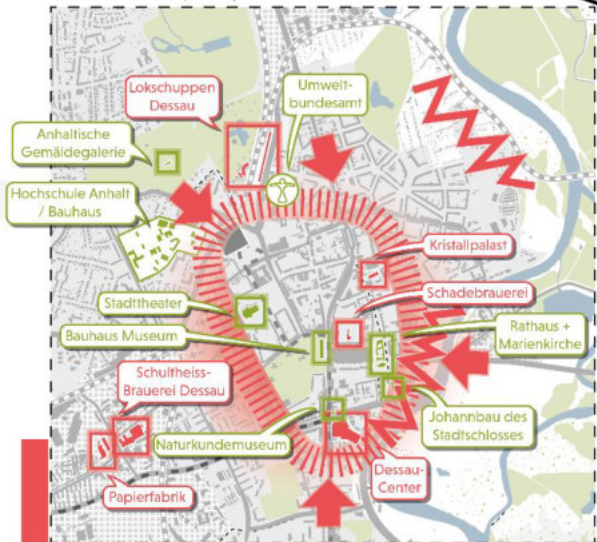 Lokschuppen
Dessau
Umwelt-
bundesamt
Anhaltische
Gemäldegalerie
Hochschule Anhalt
/ Bauhaus
Kristallpalast
Stadttheater
Schadebrauerei
Bauhaus Museum
Rathaus +
Marienkirche
Schultheiss-
Brauerei Dessau
Johannbau des
Stadtschlosses
Naturkundemuseum
Dessau-
Center
Papierfabrik